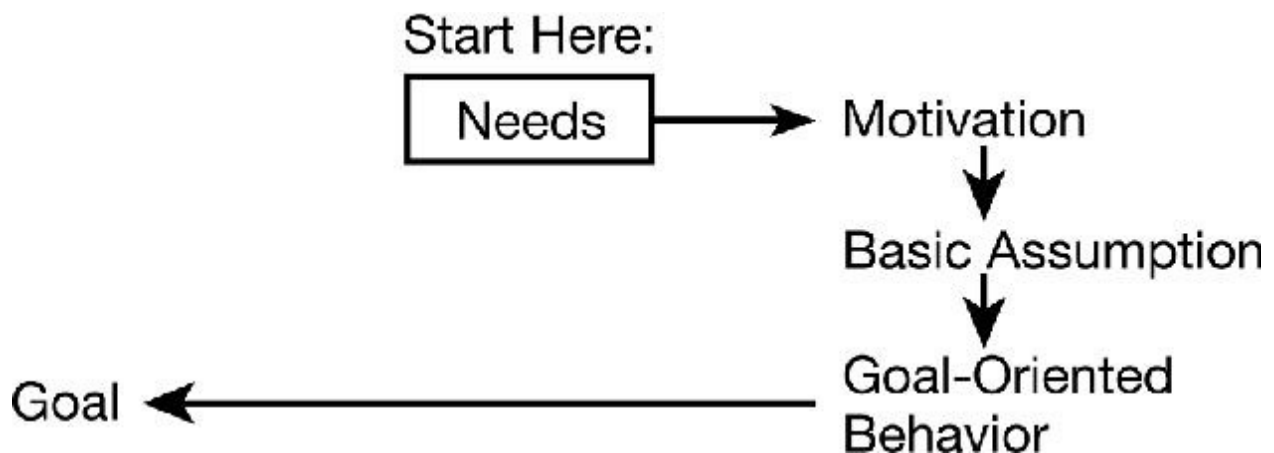 Start Here:
Needs
Motivation
Basic Assumption
Goal-Oriented
Behavior
Goal